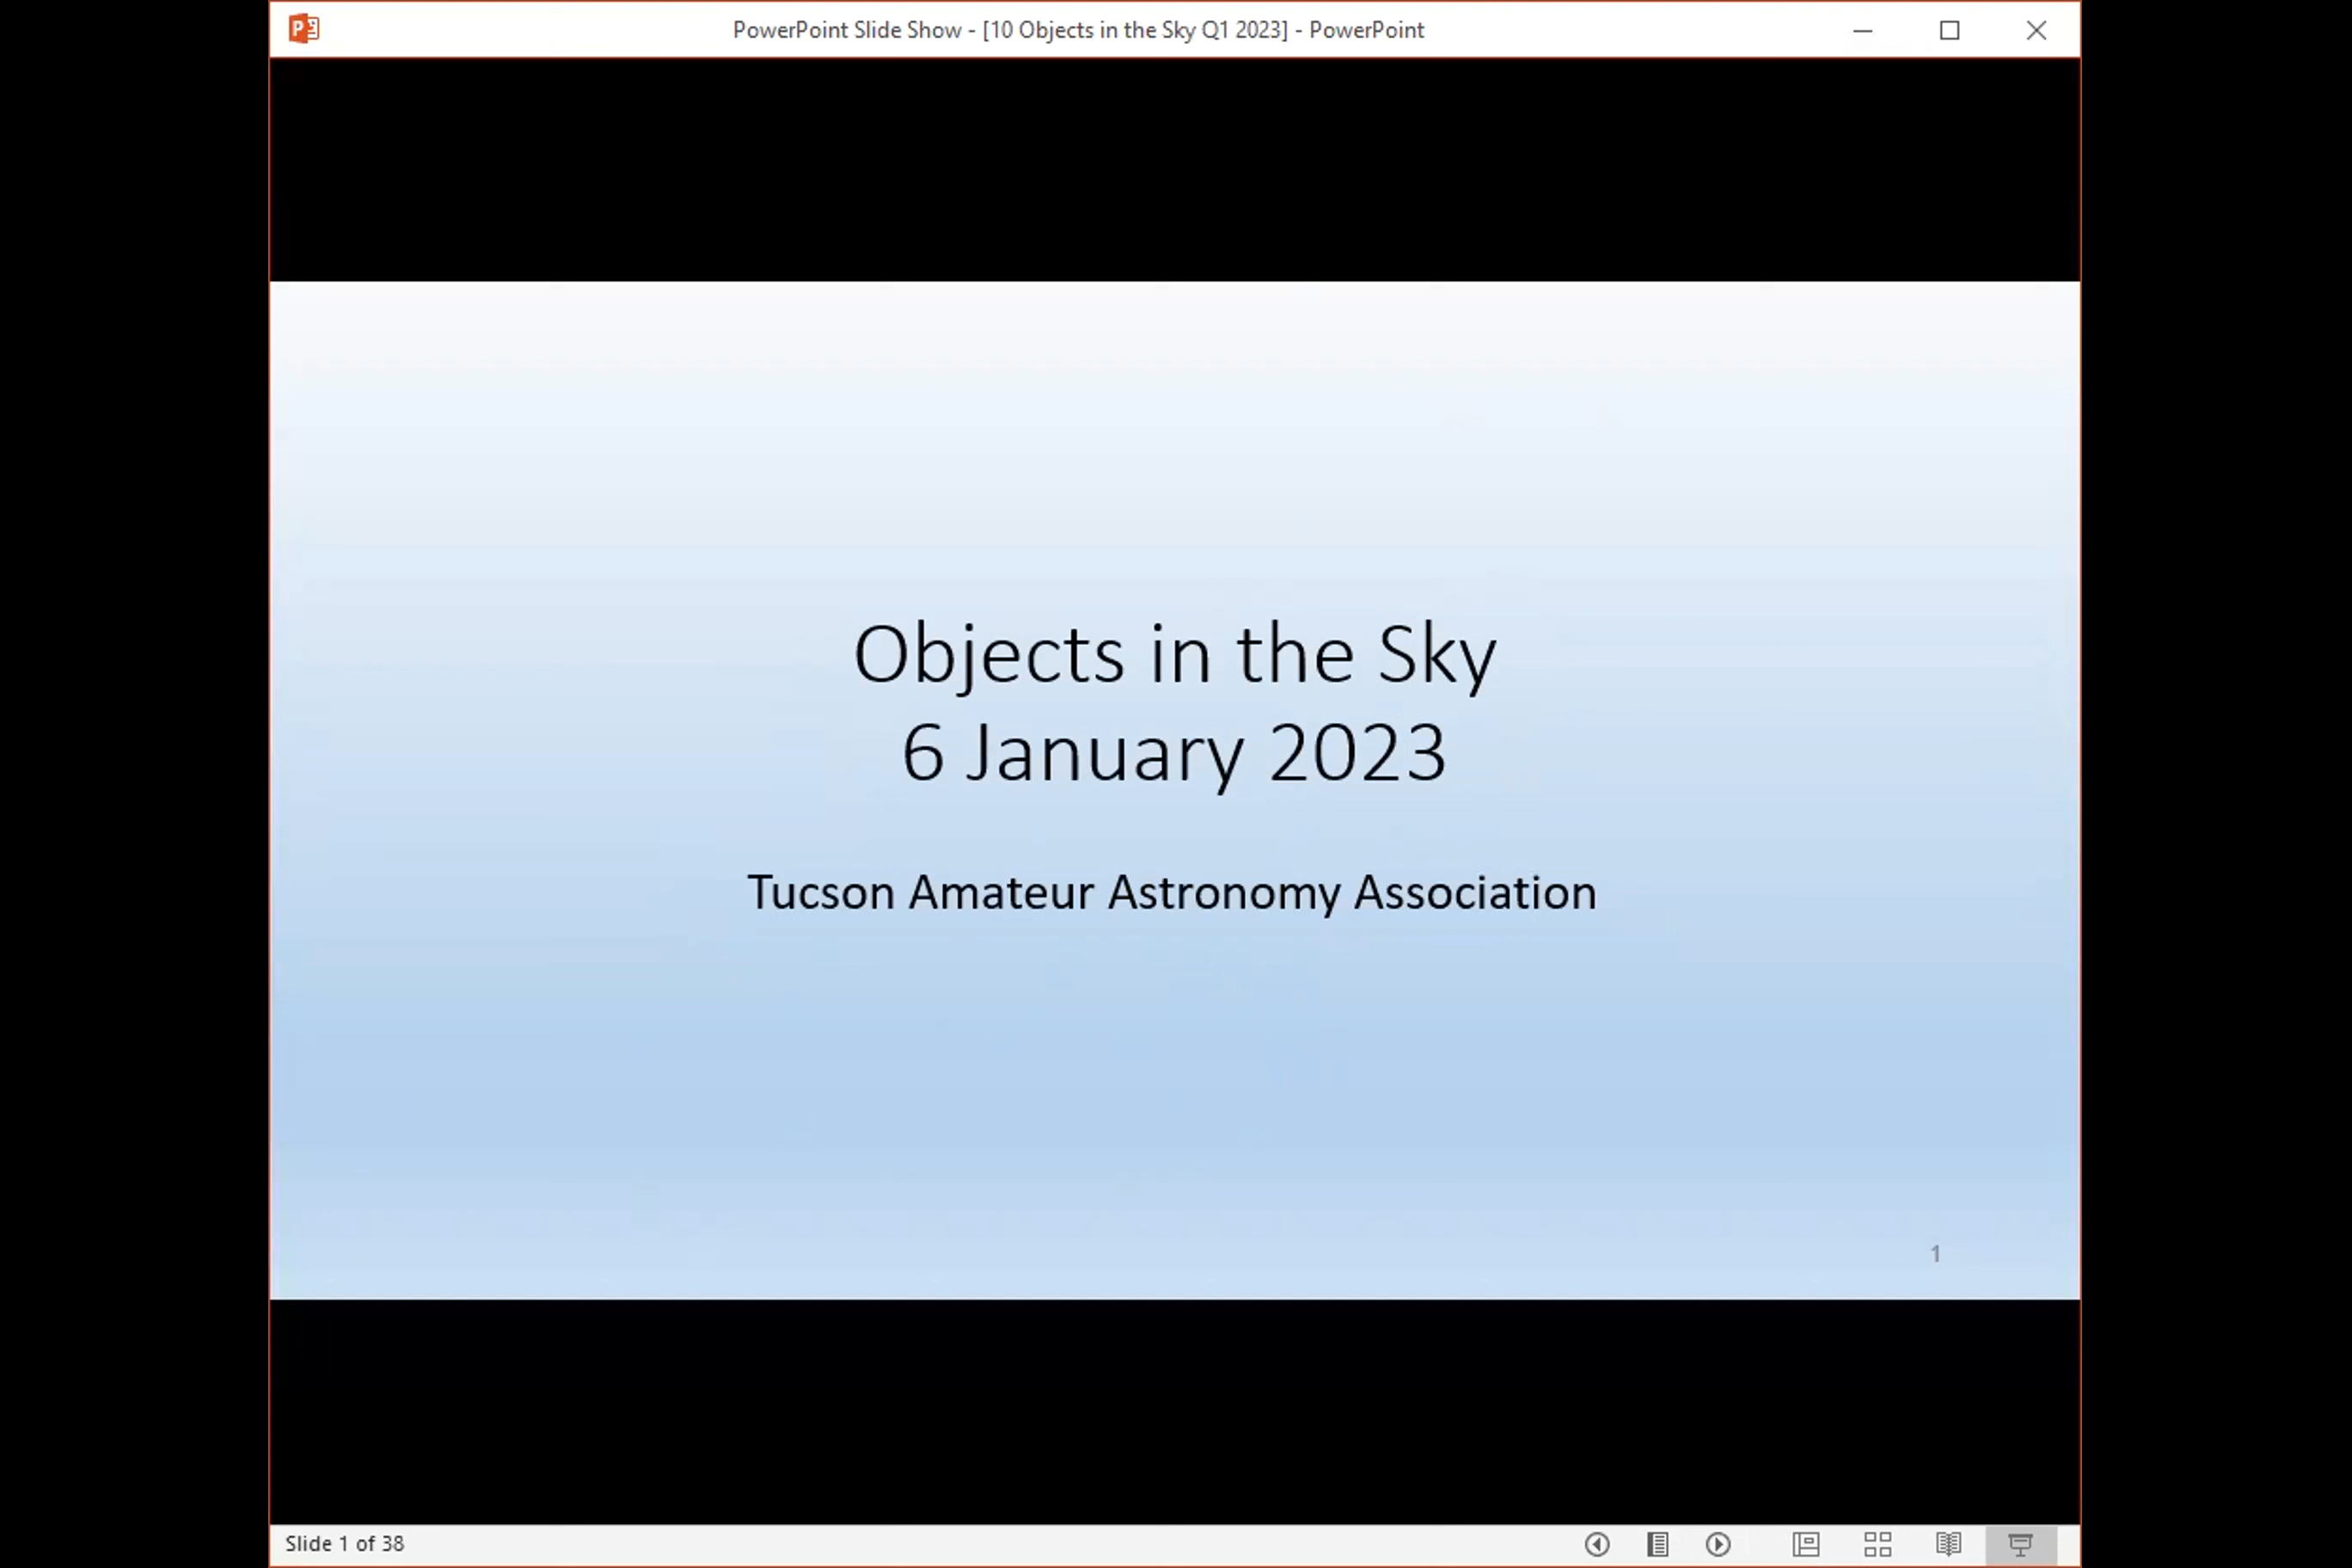 PowerPoint Slide Show - [10 Objects in the Sky Q1 2023] - PowerPoint
Objects in the Sky
6 January 2023
Tucson Amateur Astronomy Association
1
Slide 1 of 38